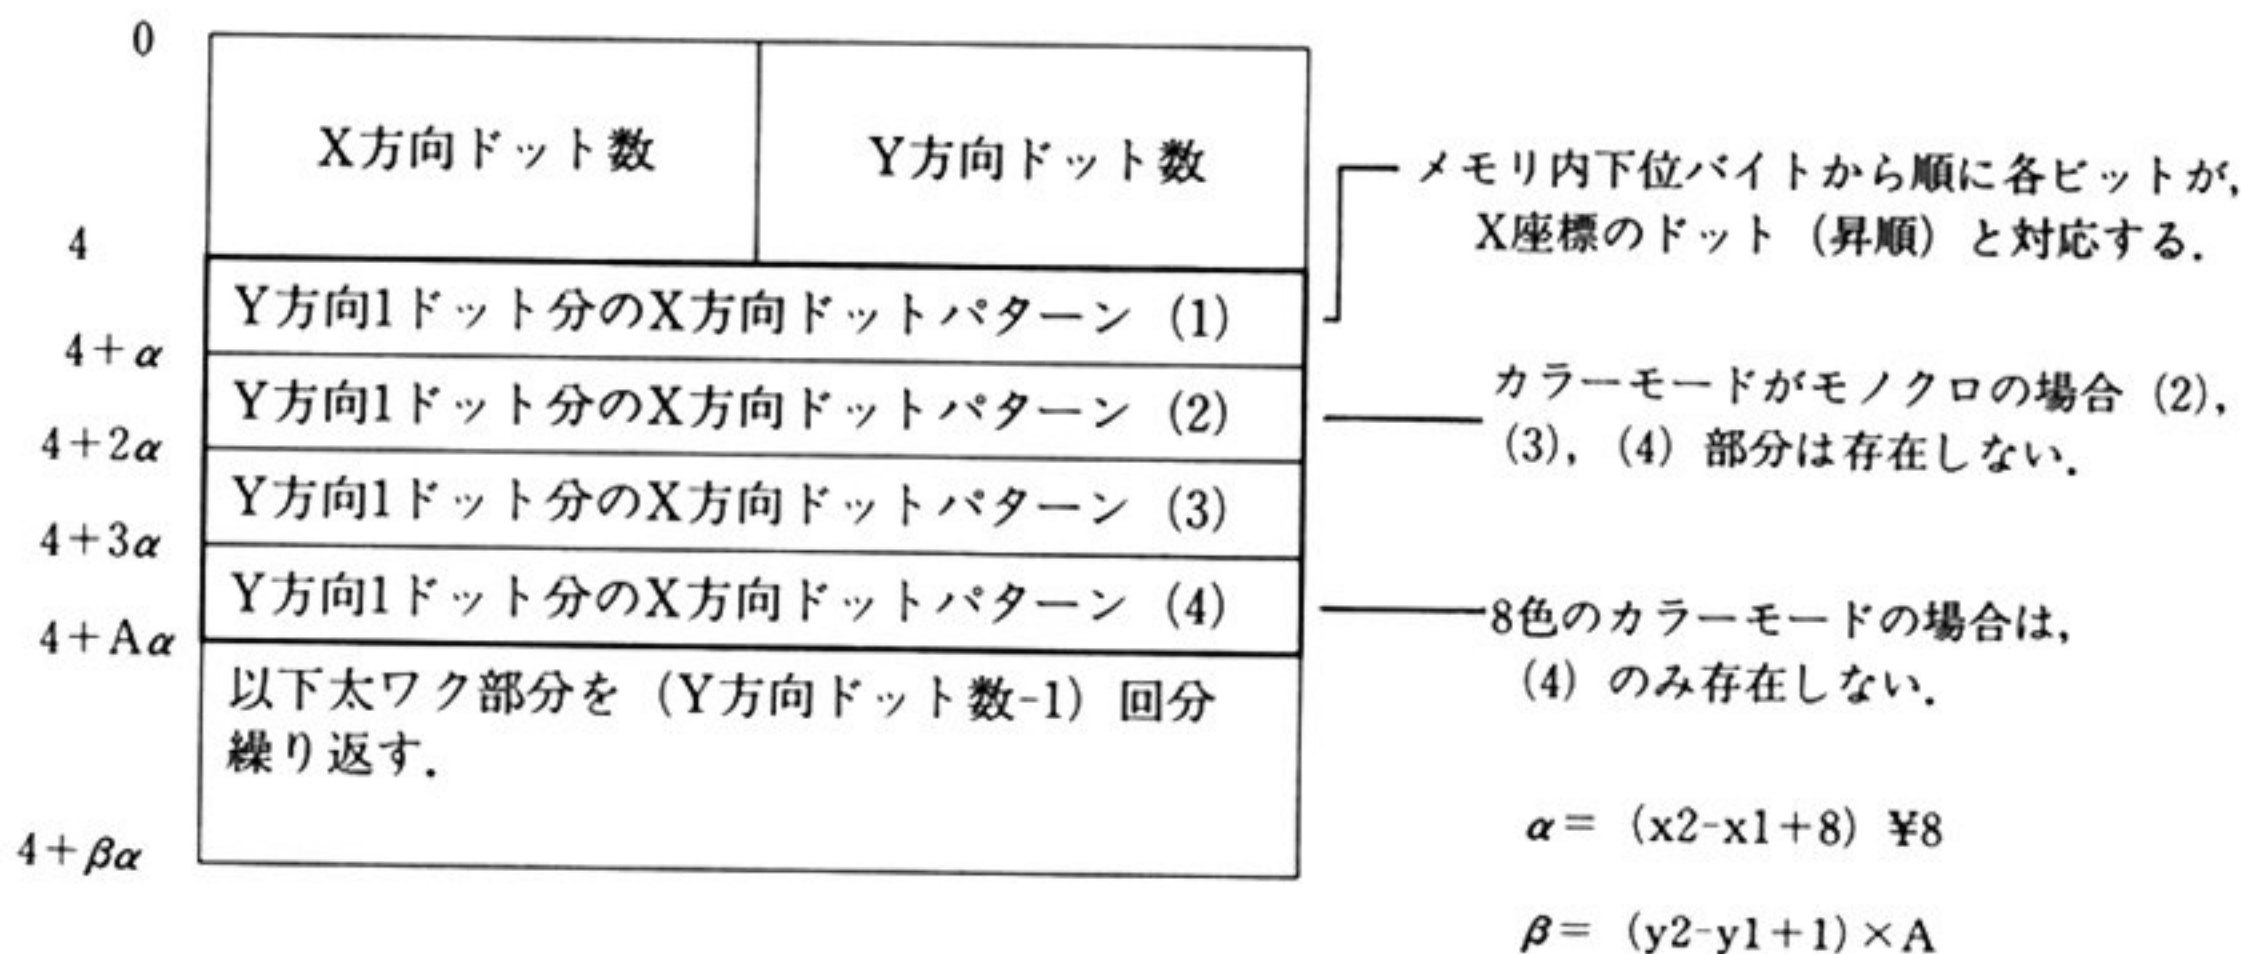 0
X方向ドット数
Y方向ドット数
メモリ内下位バイトから順に各ビットが,
X座標のドット (昇順) と対応する.
4
Y方向1ドット分のX方向ドットパターン (1)
4+α
Y方向1ドット分のX方向ドットパターン (2)
カラーモードがモノクロの場合 (2),
(3), (4) 部分は存在しない.
4+2α
Y方向1ドット分のX方向ドットパターン (3)
4+3α
Y方向1ドット分のX方向ドットパターン (4)
8色のカラーモードの場合は,
(4) のみ存在しない.
4+Aα
以下太ワク部分を (Y方向ドット数-1) 回分
繰り返す.
4+βα
α= (x2-x1+8) ¥8
β= (y2-y1+1)×A